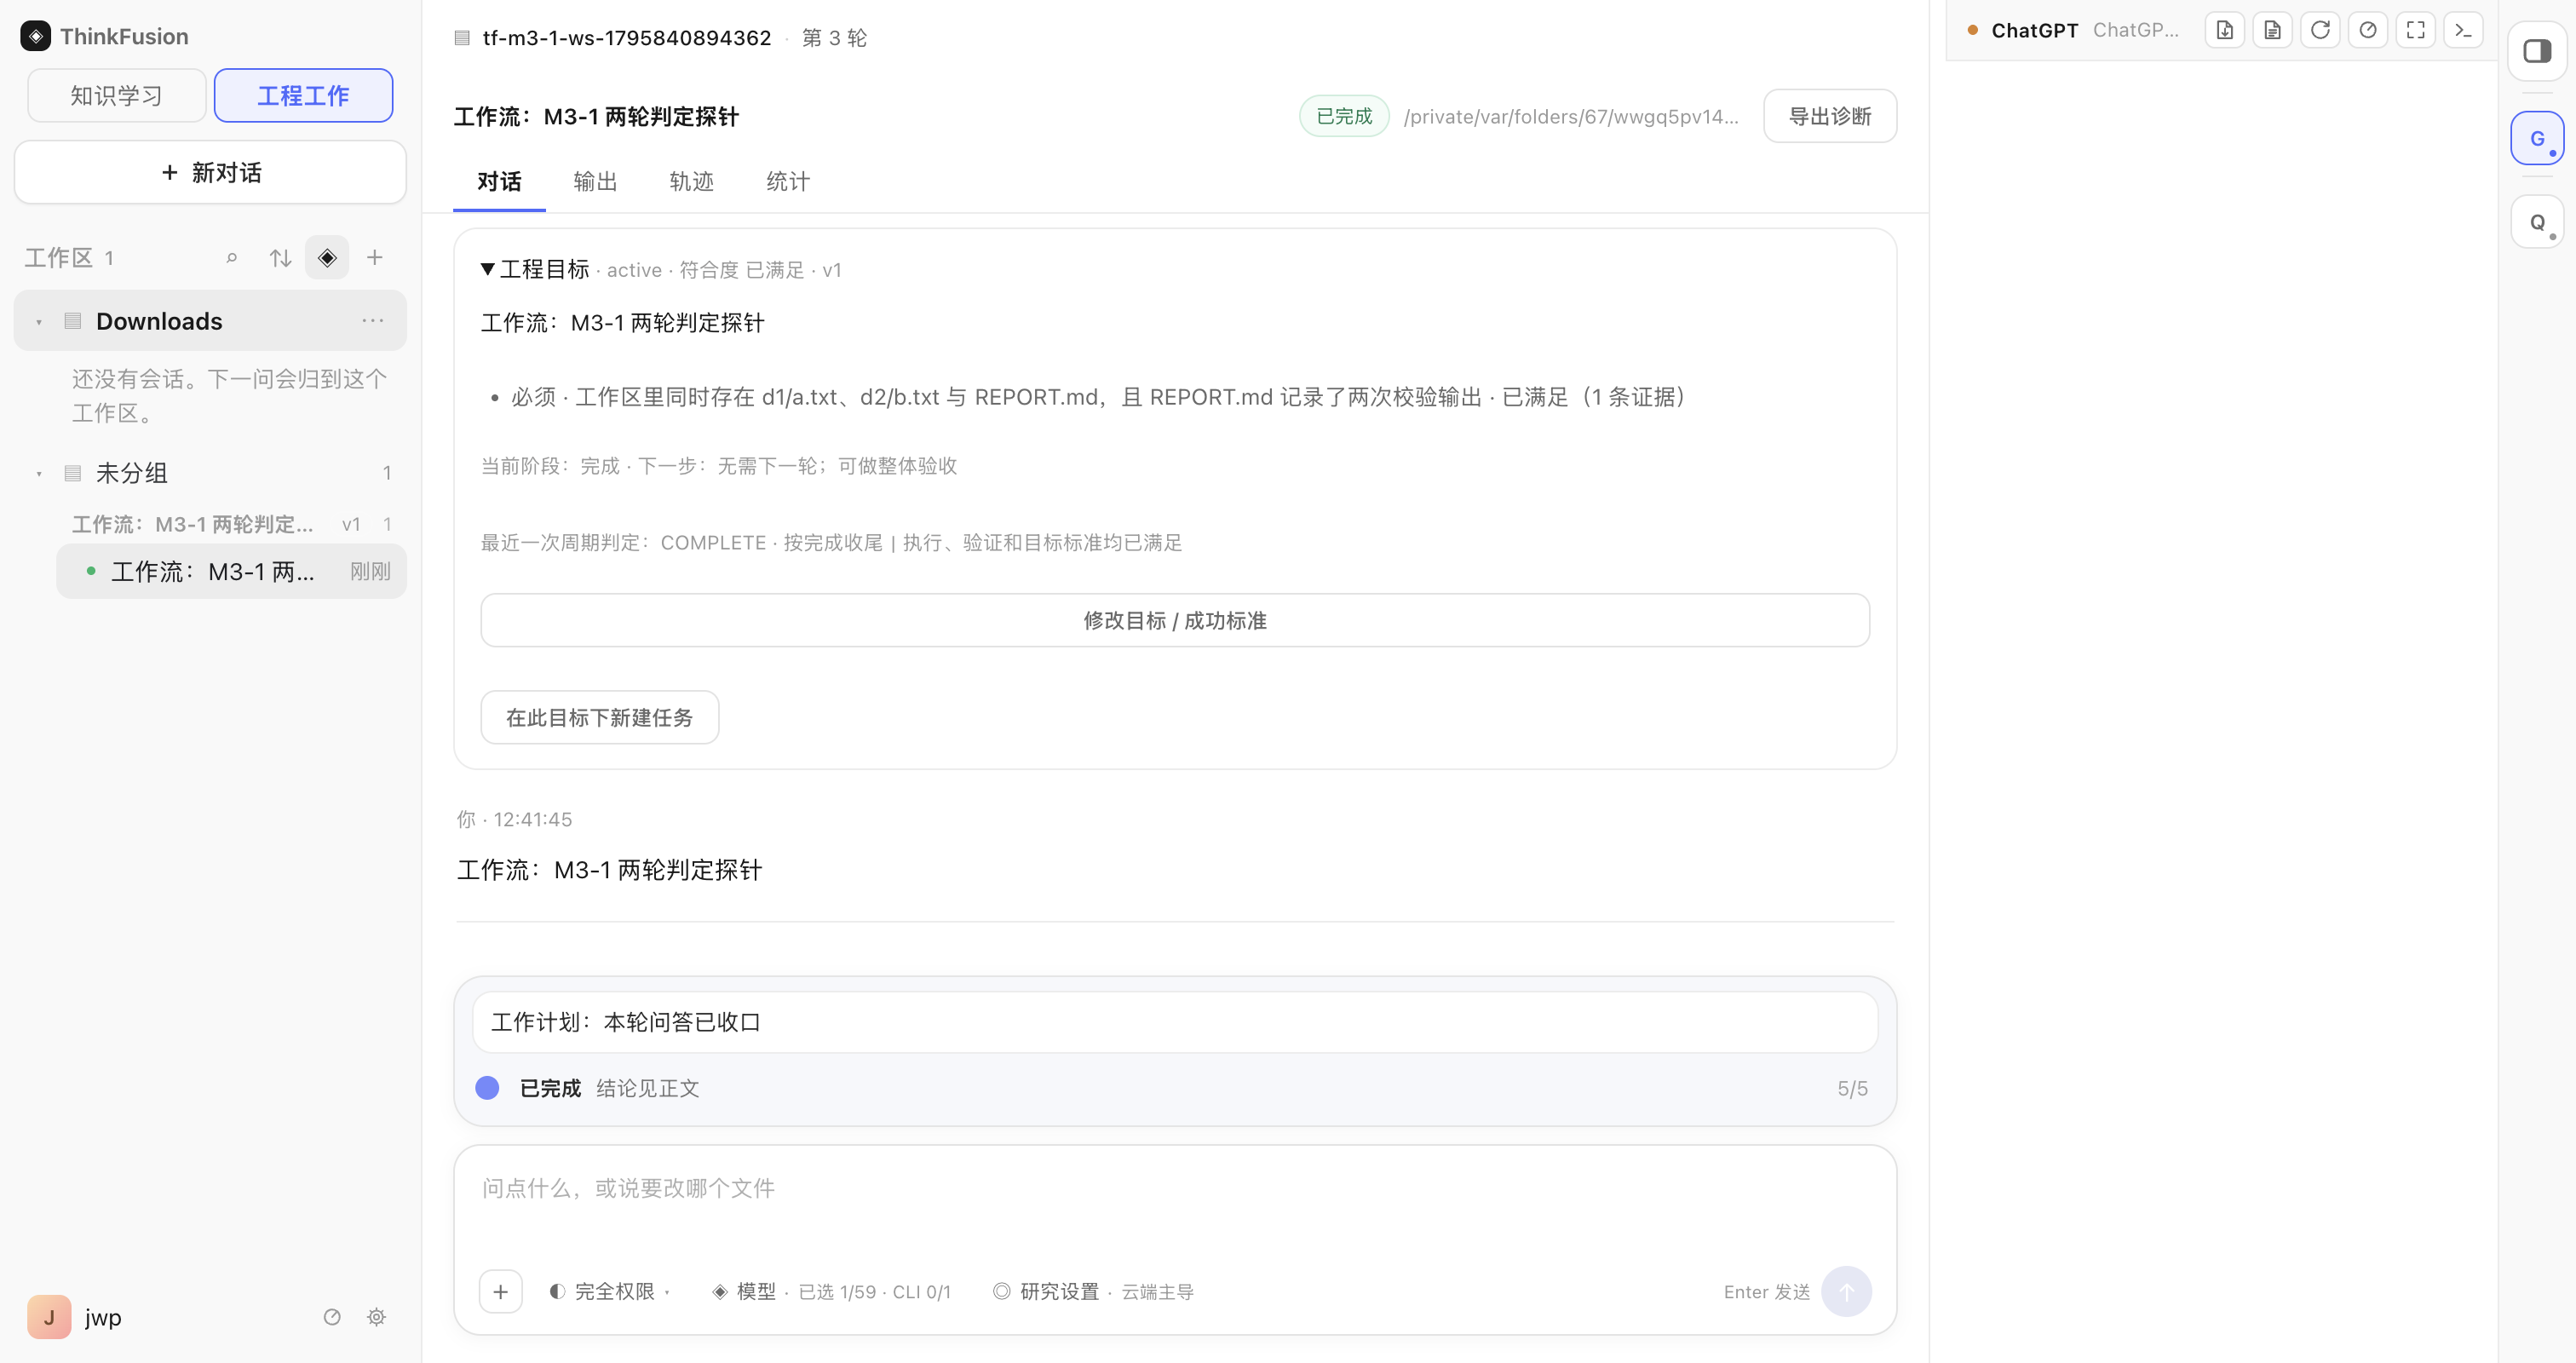 ThinkFusion
知识学习
工程工作
+ 新对话
工作区 1
Downloads
还没有会话。下一问会归到这个
工作区。
未分组 1
工作流：M3-1 两轮判定... v1 1
工作流：M3-1 两... 刚刚
J jwp
tf-m3-1-ws-1795840894362 · 第 3 轮
工作流：M3-1 两轮判定探针
已完成 /private/var/folders/67/wwgq5pv14... 导出诊断
对话 输出 轨迹 统计
▼工程目标 · active · 符合度 已满足 · v1
工作流：M3-1 两轮判定探针
• 必须 · 工作区里同时存在 d1/a.txt、d2/b.txt 与 REPORT.md，且 REPORT.md 记录了两次校验输出 · 已满足（1 条证据）
当前阶段：完成 · 下一步：无需下一轮；可做整体验收
最近一次周期判定：COMPLETE · 按完成收尾 | 执行、验证和目标标准均已满足
修改目标 / 成功标准
在此目标下新建任务
你 · 12:41:45
工作流：M3-1 两轮判定探针
工作计划：本轮问答已收口
已完成 结论见正文 5/5
问点什么，或说要改哪个文件
+ 完全权限 模型 · 已选 1/59 · CLI 0/1 研究设置 · 云端主导 Enter 发送
ChatGPT ChatGP...
G
Q